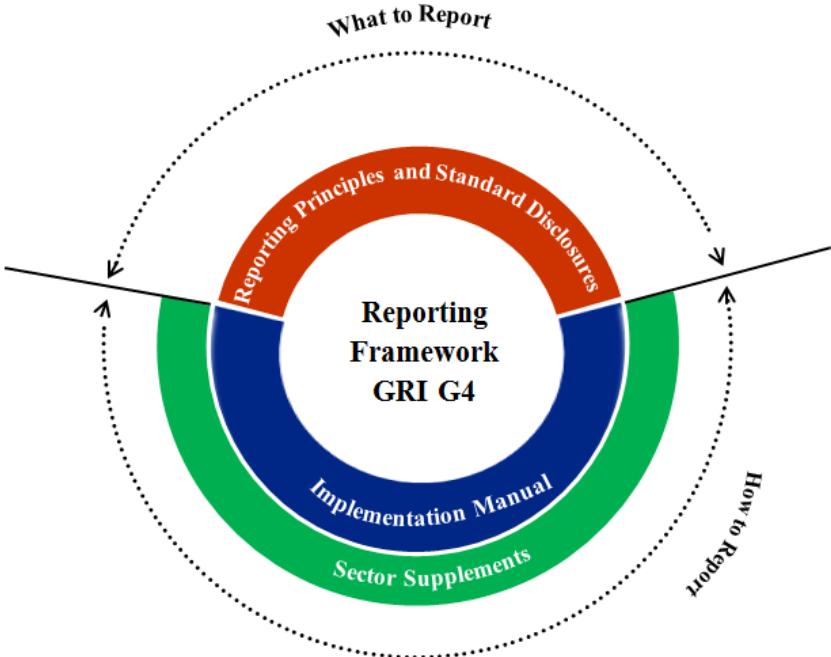 What to Report
Reporting Principles and Standard Disclosures
Reporting
Framework
GRI G4
Implementation Manual
Sector Supplements
How to Report